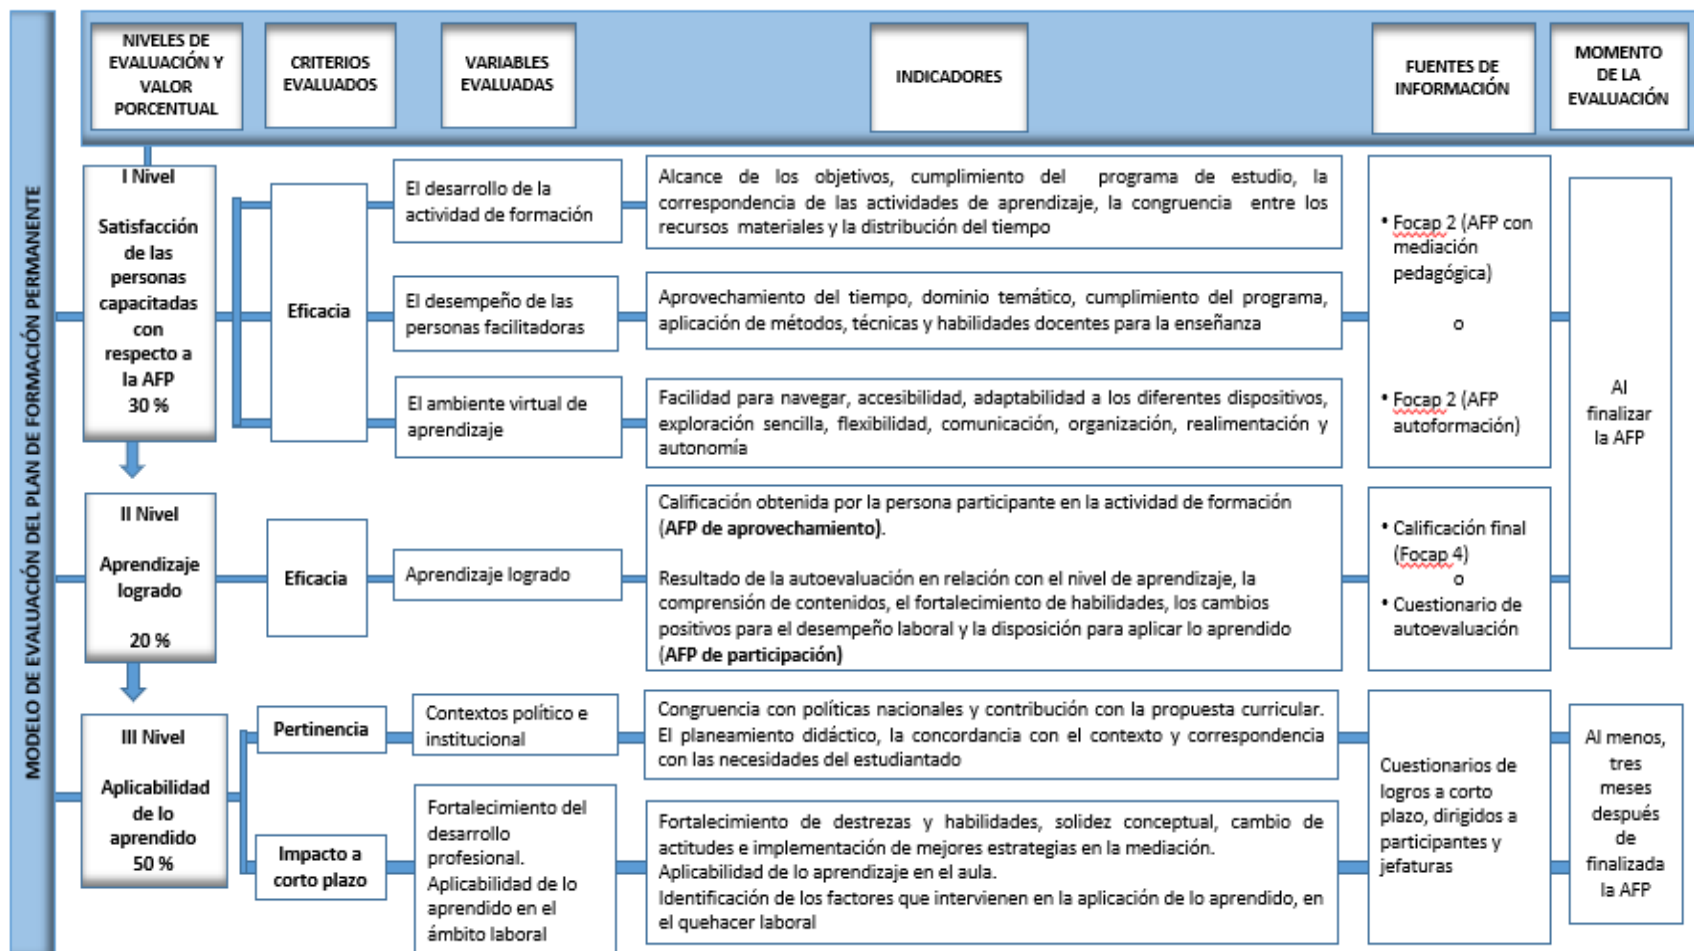 MODELO DE EVALUACIÓN DEL PLAN DE FORMACIÓN PERMANENTE
NIVELES DE
EVALUACIÓN Y
VALOR
PORCENTUAL
CRITERIOS
EVALUADOS
VARIABLES
EVALUADAS
INDICADORES
FUENTES DE
INFORMACIÓN
MOMENTO
DE LA
EVALUACIÓN
I Nivel
Satisfacción
de las
personas
capacitadas
con
respecto a
la AFP
30 %
Eficacia
El desarrollo de la
actividad de formación
Alcance de los objetivos, cumplimiento del programa de estudio, la
correspondencia de las actividades de aprendizaje, la congruencia entre los
recursos materiales y la distribución del tiempo
El desempeño de las
personas facilitadoras
Aprovechamiento del tiempo, dominio temático, cumplimiento del programa,
aplicación de métodos, técnicas y habilidades docentes para la enseñanza
El ambiente virtual de
aprendizaje
Facilidad para navegar, accesibilidad, adaptabilidad a los diferentes dispositivos,
exploración sencilla, flexibilidad, comunicación, organización, realimentación y
autonomía
• Focap 2 (AFP con
mediación
pedagógica)
o
• Focap 2 (AFP
autoformación)
Al
finalizar
la AFP
II Nivel
Aprendizaje
logrado
20 %
Eficacia
Aprendizaje logrado
Calificación obtenida por la persona participante en la actividad de formación
(AFP de aprovechamiento).
Resultado de la autoevaluación en relación con el nivel de aprendizaje, la
comprensión de contenidos, el fortalecimiento de habilidades, los cambios
positivos para el desempeño laboral y la disposición para aplicar lo aprendido
(AFP de participación)
• Calificación final
(Focap 4)
o
• Cuestionario de
autoevaluación
III Nivel
Aplicabilidad
de lo
aprendido
50 %
Pertinencia
Contextos político e
institucional
Congruencia con políticas nacionales y contribución con la propuesta curricular.
El planeamiento didáctico, la concordancia con el contexto y correspondencia
con las necesidades del estudiantado
Impacto a
corto plazo
Fortalecimiento del
desarrollo
profesional.
Aplicabilidad de lo
aprendido en el
ámbito laboral
Fortalecimiento de destrezas y habilidades, solidez conceptual, cambio de
actitudes e implementación de mejores estrategias en la mediación.
Aplicabilidad de lo aprendizaje en el aula.
Identificación de los factores que intervienen en la aplicación de lo aprendido, en
el quehacer laboral
Cuestionarios de
logros a corto
plazo, dirigidos a
participantes y
jefaturas
Al menos,
tres
meses
después
de
finalizada
la AFP